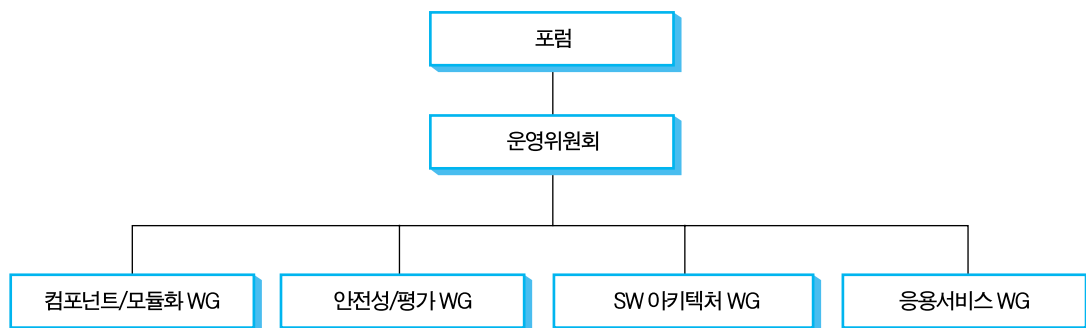 포럼
운영위원회
컴포넌트/모듈화 WG
안전성/평가 WG
SW 아키텍처 WG
응용서비스 WG